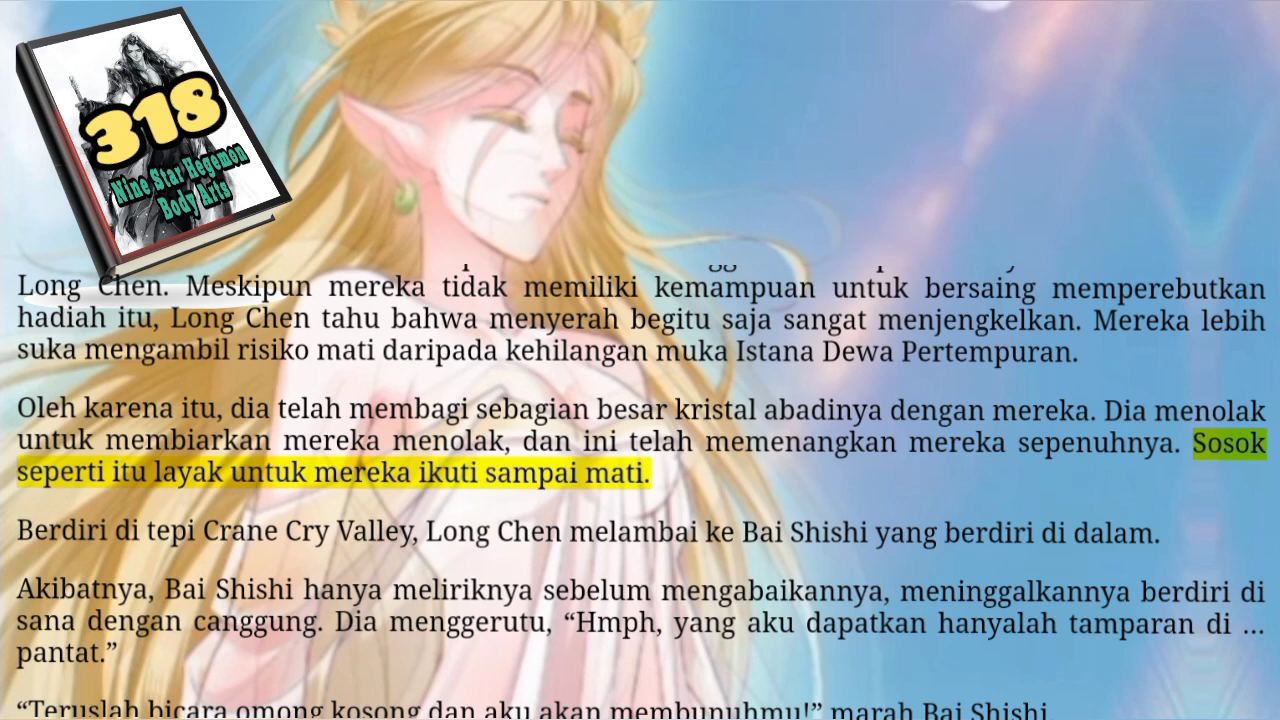 318
Nine Star Hegemon
Body Arts
Long Chen. Meskipun mereka tidak memiliki kemampuan untuk bersaing memperebutkan
hadiah itu, Long Chen tahu bahwa menyerah begitu saja sangat menjengkelkan. Mereka lebih
suka mengambil risiko mati daripada kehilangan muka Istana Dewa Pertempuran.
Oleh karena itu, dia telah membagi sebagian besar kristal abadinya dengan mereka. Dia menolak
untuk membiarkan mereka menolak, dan ini telah memenangkan mereka sepenuhnya. Sosok
seperti itu layak untuk mereka ikuti sampai mati.
Berdiri di tepi Crane Cry Valley, Long Chen melambai ke Bai Shishi yang berdiri di dalam.
Akibatnya, Bai Shishi hanya meliriknya sebelum mengabaikannya, meninggalkannya berdiri di
sana dengan canggung. Dia menggerutu, “Hmph, yang aku dapatkan hanyalah tamparan di …
pantat.”
“Teruslah bicara omong kosong dan aku akan membunuhmu!” marah Bai Shishi